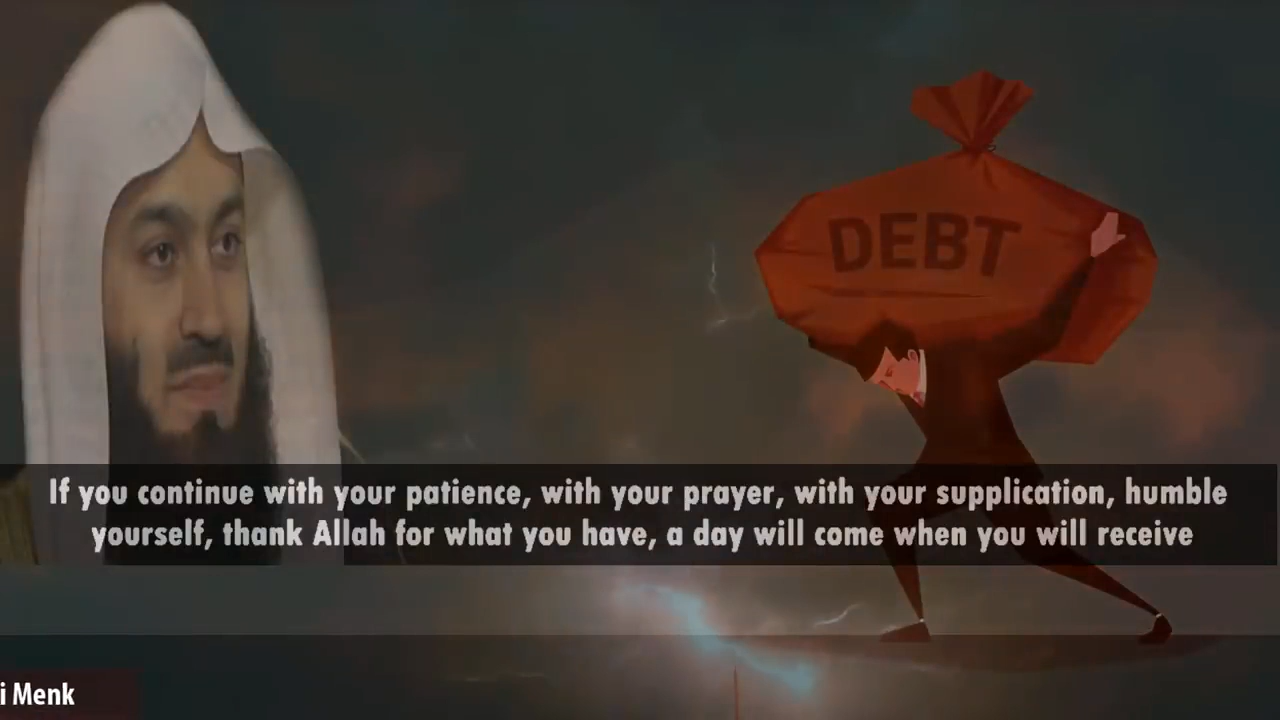 DEBT
If you continue with your patience, with your prayer, with your supplication, humble
yourself, thank Allah for what you have, a day will come when you will receive
i Menk